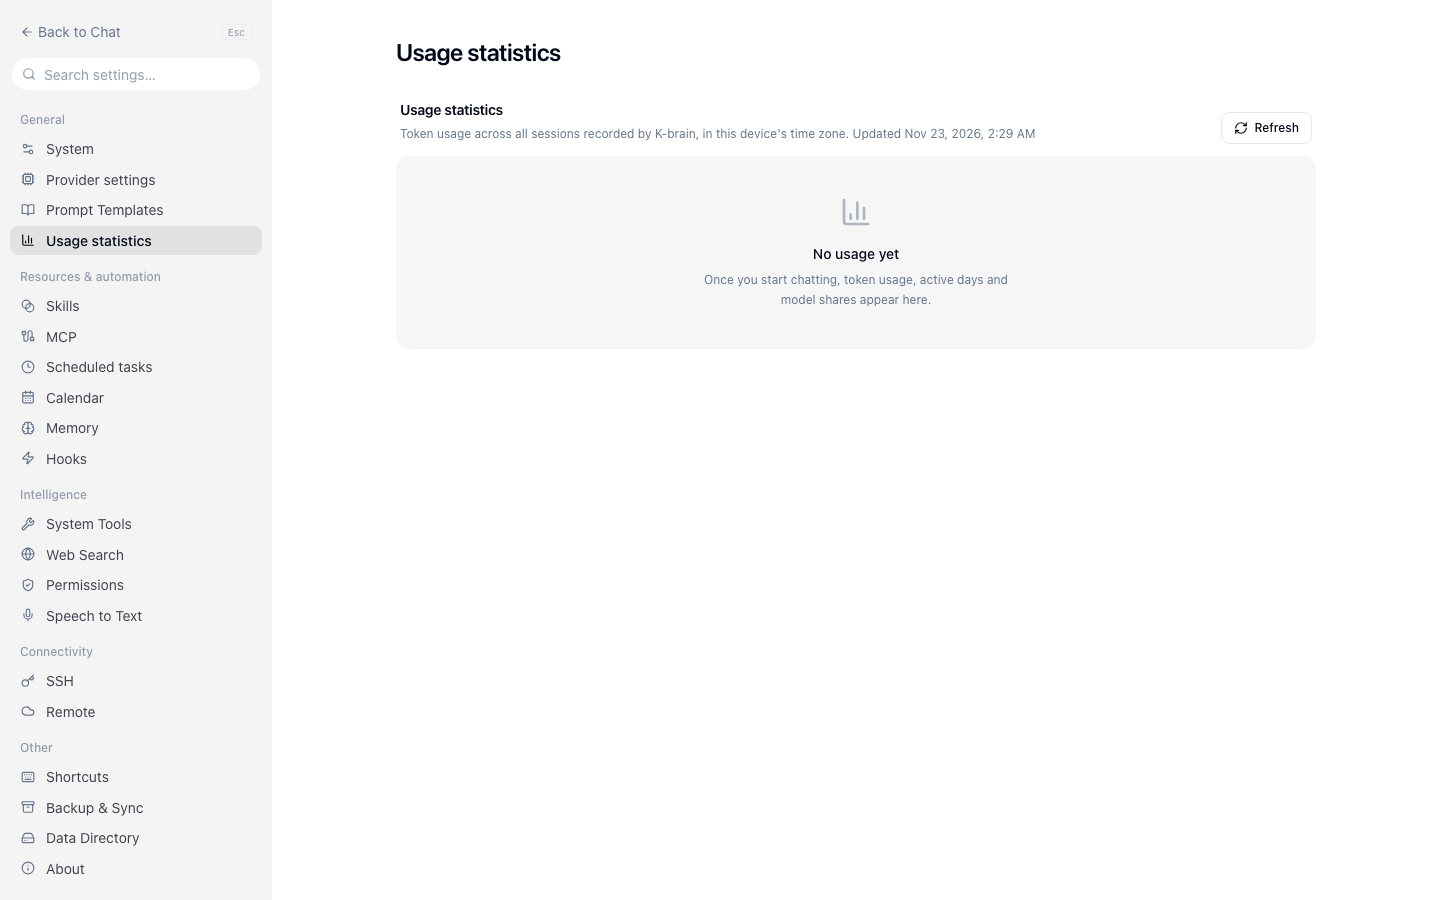 Back to Chat
Esc
Search settings...
General
System
Provider settings
Prompt Templates
Usage statistics
Resources & automation
Skills
MCP
Scheduled tasks
Calendar
Memory
Hooks
Intelligence
System Tools
Web Search
Permissions
Speech to Text
Connectivity
SSH
Remote
Other
Shortcuts
Backup & Sync
Data Directory
About
Usage statistics
Usage statistics
Token usage across all sessions recorded by K-brain, in this device's time zone. Updated Nov 23, 2026, 2:29 AM
Refresh
No usage yet
Once you start chatting, token usage, active days and
model shares appear here.